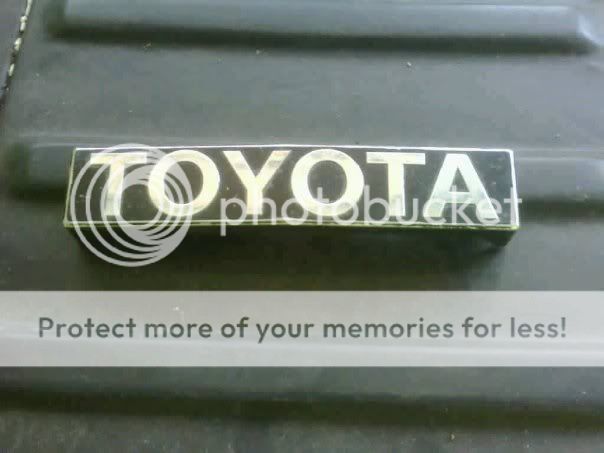 TOYOTA
photobucket
Protect more of your memories for less!